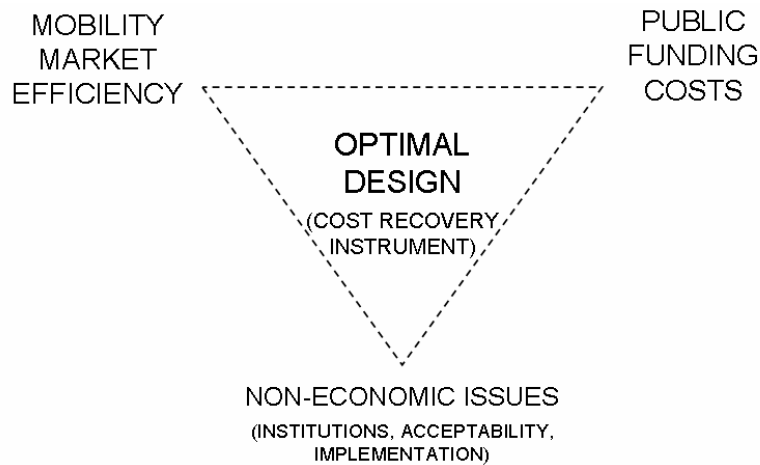 MOBILITY
MARKET
EFFICIENCY
PUBLIC
FUNDING
COSTS
OPTIMAL
DESIGN
(COST RECOVERY
INSTRUMENT)
NON-ECONOMIC ISSUES
(INSTITUTIONS, ACCEPTABILITY,
IMPLEMENTATION)